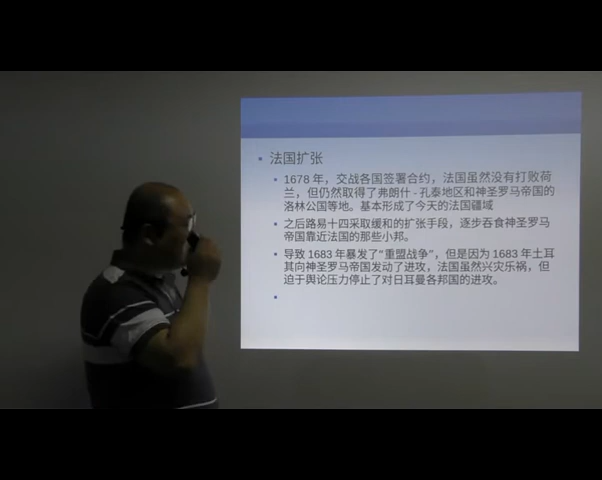 法国扩张
1678 年，交战各国签署合约，法国虽然没有打败荷
兰，但仍然取得了弗朗什 - 孔泰地区和神圣罗马帝国的
洛林公国等地。基本形成了今天的法国疆域
之后路易十四采取缓和的扩张手段，逐步吞食神圣罗马
帝国靠近法国的那些小邦。
导致 1683 年暴发了“重盟战争”，但是因为 1683 年土耳
其向神圣罗马帝国发动了进攻，法国虽然兴灾乐祸，但
迫于舆论压力停止了对日耳曼各邦国的进攻。